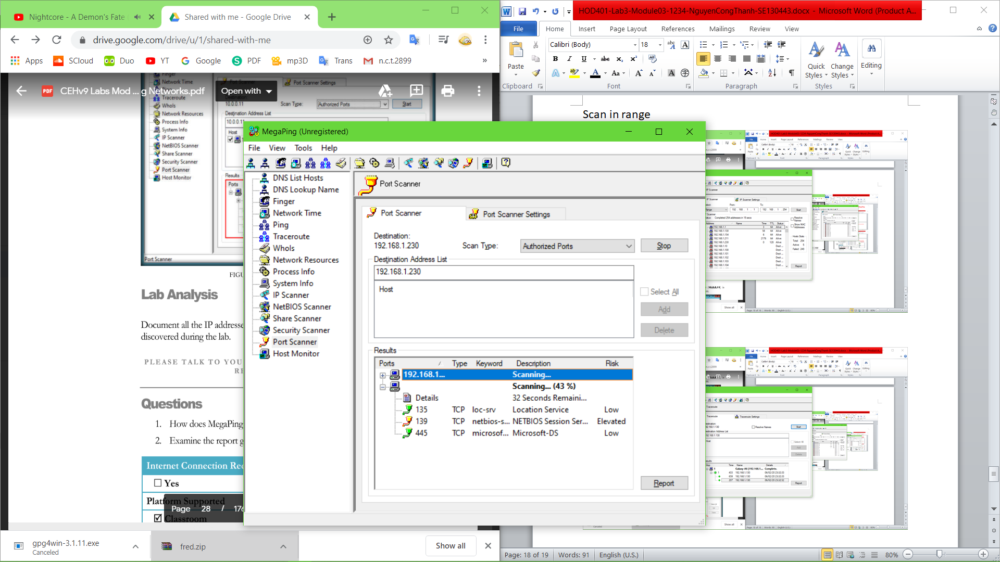 Nightcore - A Demon's Fate
Shared with me - Google Drive
drive.google.com/drive/u/1/shared-with-me
Apps
SCloud
Duo
YT
Google
PDF
mp3D
Trans
n.c.t.2899
»
CEHv9 Labs Mod ... g Networks.pdf
Open with
Finger
Network Time
Traceroute
WhoIs
Network Resources
Process Info
System Info
IP Scanner
NetBIOS Scanner
Share Scanner
Security Scanner
Port Scanner
Host Monitor
Port Scanner Settings
10.0.0.11
Scan Type:
Authorized Ports
Start
Destination Address List
10.0.0.11
Host
Results
Ports
Port Scanner
FIGU
Lab Analysis
Document all the IP addresse
discovered during the lab.
PLEASE TALK TO YOU
RE
Questions
1. How does MegaPing
2. Examine the report g
Internet Connection Rec
Yes
Platform Supported
Classroom
Page 28 / 176
gpg4win-3.1.11.exe
Canceled
fred.zip
Show all
MegaPing (Unregistered)
File View Tools Help
DNS List Hosts
DNS Lookup Name
Finger
Network Time
Ping
Traceroute
WhoIs
Network Resources
Process Info
System Info
IP Scanner
NetBIOS Scanner
Share Scanner
Security Scanner
Port Scanner
Host Monitor
Port Scanner
Port Scanner
Port Scanner Settings
Destination:
192.168.1.230
Scan Type:
Authorized Ports
Stop
Destination Address List
192.168.1.230
Host
Select All
Add
Delete
Results
Ports Type Keyword Description Risk
192.168.1... Scanning...
Scanning... (43 %)
Details 32 Seconds Remaini...
135 TCP loc-srv Location Service Low
139 TCP netbios-s... NETBIOS Session Ser... Elevated
445 TCP microsof... Microsoft-DS Low
Report
HOD401-Lab3-Module03-1234-NguyenCongThanh-SE130443.docx - Microsoft Word (Product A...
File Home Insert Page Layout References Mailings Review View
Paste
Clipboard
Calibri (Body)
18
Font
Paragraph
Quick Styles
Change Styles
Styles
Editing
Scan in range
Page: 18 of 19
Words: 91
English (U.S.)
80%